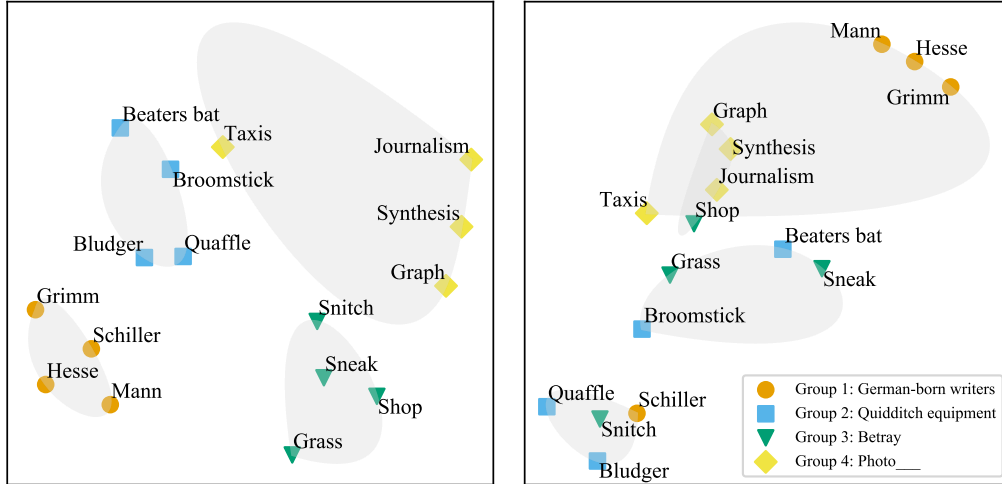 Beaters bat
Taxis
Journalism
Broomstick
Synthesis
Bludger
Quaffle
Graph
Grimm
Snitch
Schiller
Hesse
Sneak
Mann
Shop
Grass
Mann
Hesse
Grimm
Graph
Synthesis
Journalism
Taxis
Shop
Beaters bat
Grass
Sneak
Broomstick
Quaffle
Schiller
Snitch
Bludger
Group 1: German-born writers
Group 2: Quidditch equipment
Group 3: Betray
Group 4: Photo___